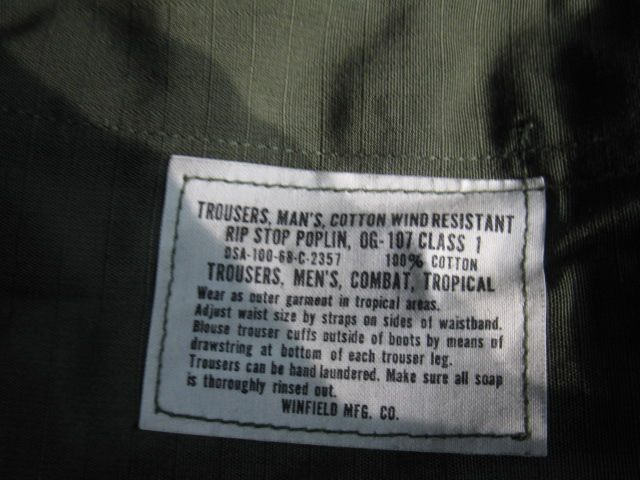 TROUSERS, MAN'S, COTTON WIND RESISTANT
RIP STOP POPLIN, OG-107 CLASS 1
DSA-100-68-C-2357 100% COTTON
TROUSERS, MEN'S, COMBAT, TROPICAL
Wear as outer garment in tropical areas.
Adjust waist size by straps on sides of waistband.
Blouse trouser cuffs outside of boots by means of
drawstring at bottom of each trouser leg.
Trousers can be hand laundered. Make sure all soap
is thoroughly rinsed out.
WINFIELD MFG. CO.